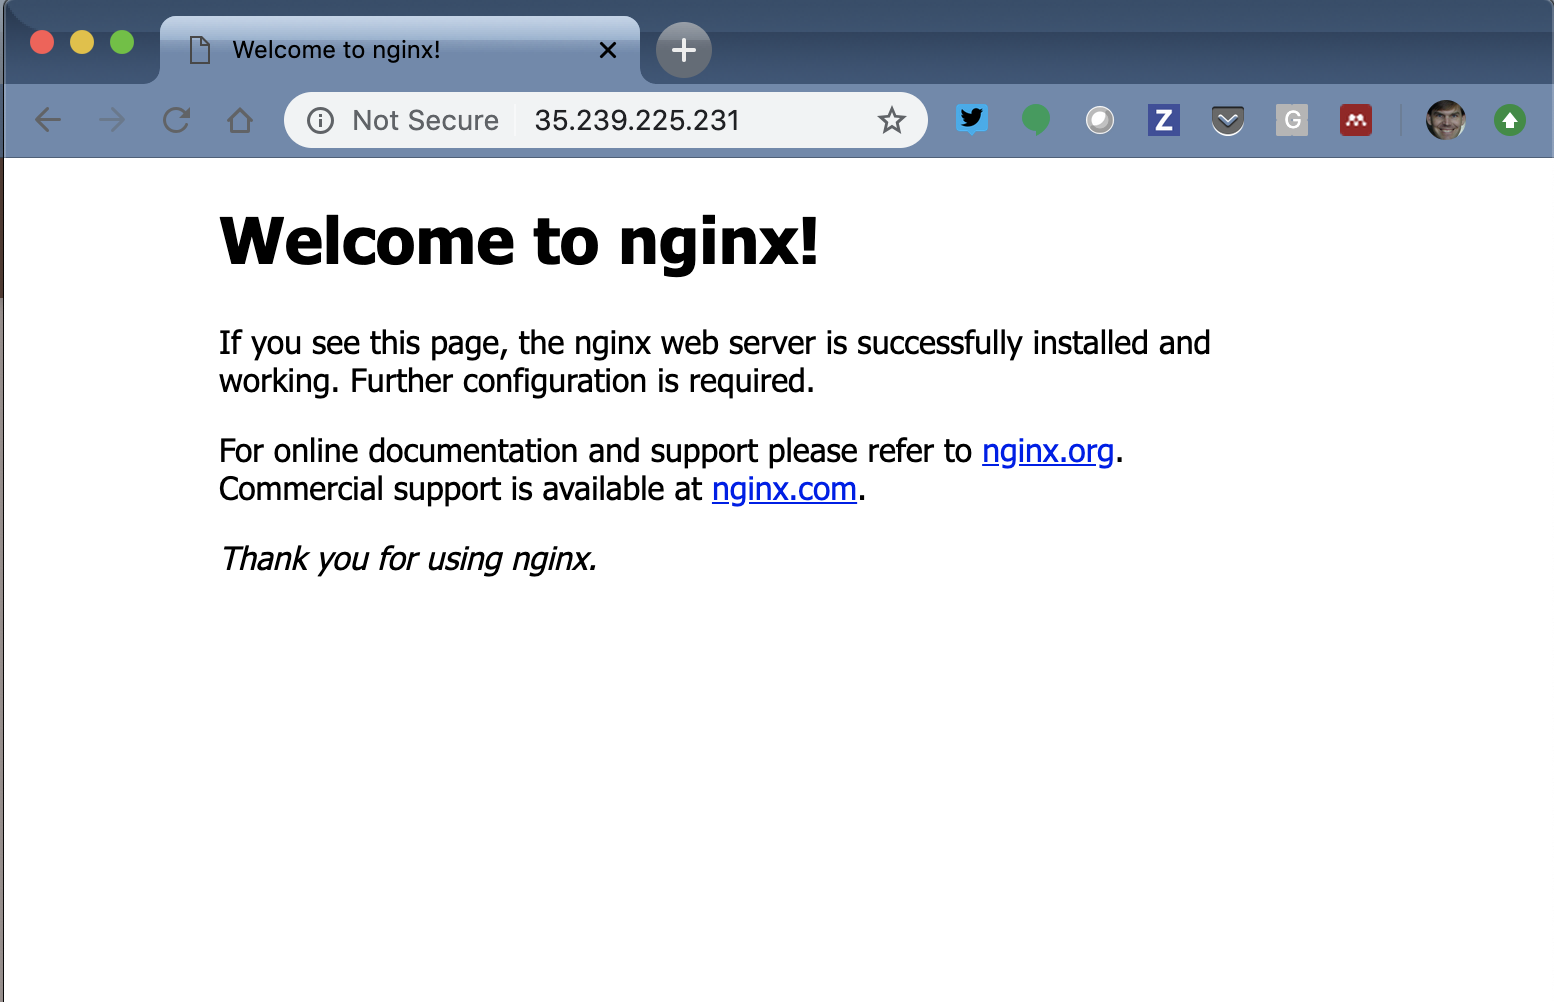 Welcome to nginx!
Not Secure 35.239.225.231
Z
G
Welcome to nginx!
If you see this page, the nginx web server is successfully installed and
working. Further configuration is required.
For online documentation and support please refer to nginx.org.
Commercial support is available at nginx.com.
Thank you for using nginx.